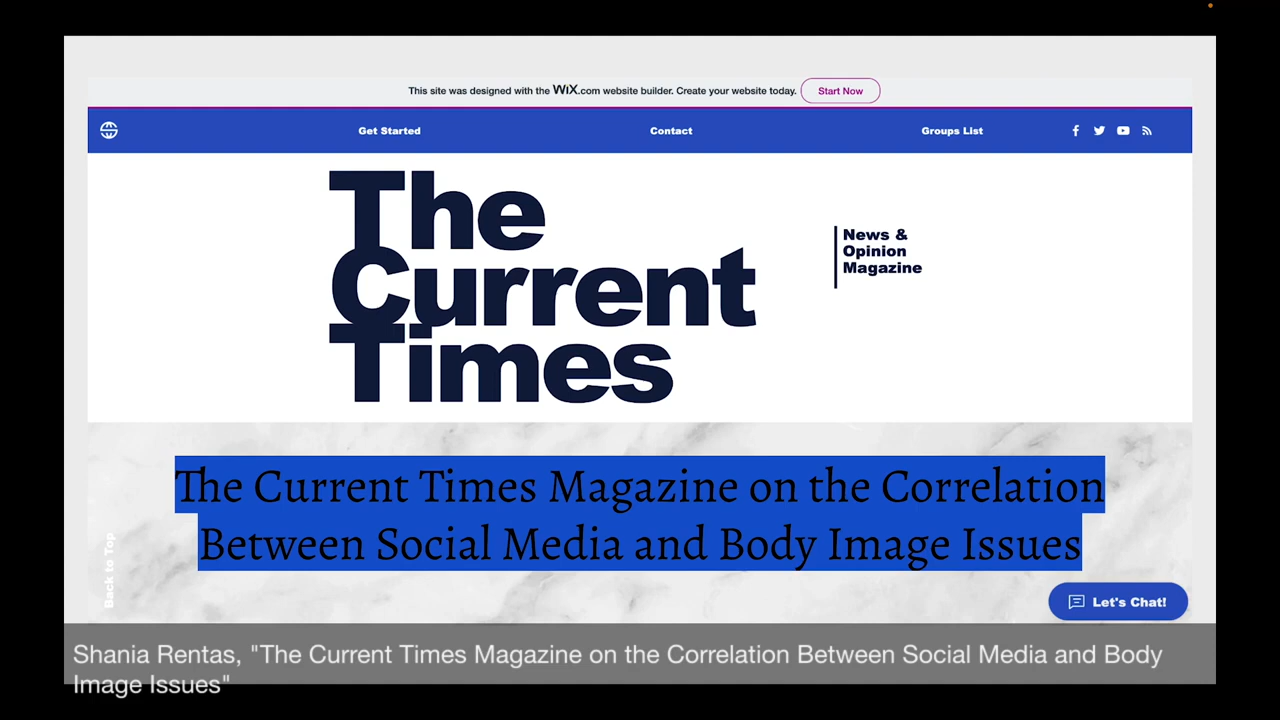 This site was designed with the WiX.com website builder. Create your website today. Start Now
Get Started Contact Groups List
The
Current
Times
News &
Opinion
Magazine
The Current Times Magazine on the Correlation
Between Social Media and Body Image Issues
Back to Top
Let's Chat!
Shania Rentas, "The Current Times Magazine on the Correlation Between Social Media and Body
Image Issues"